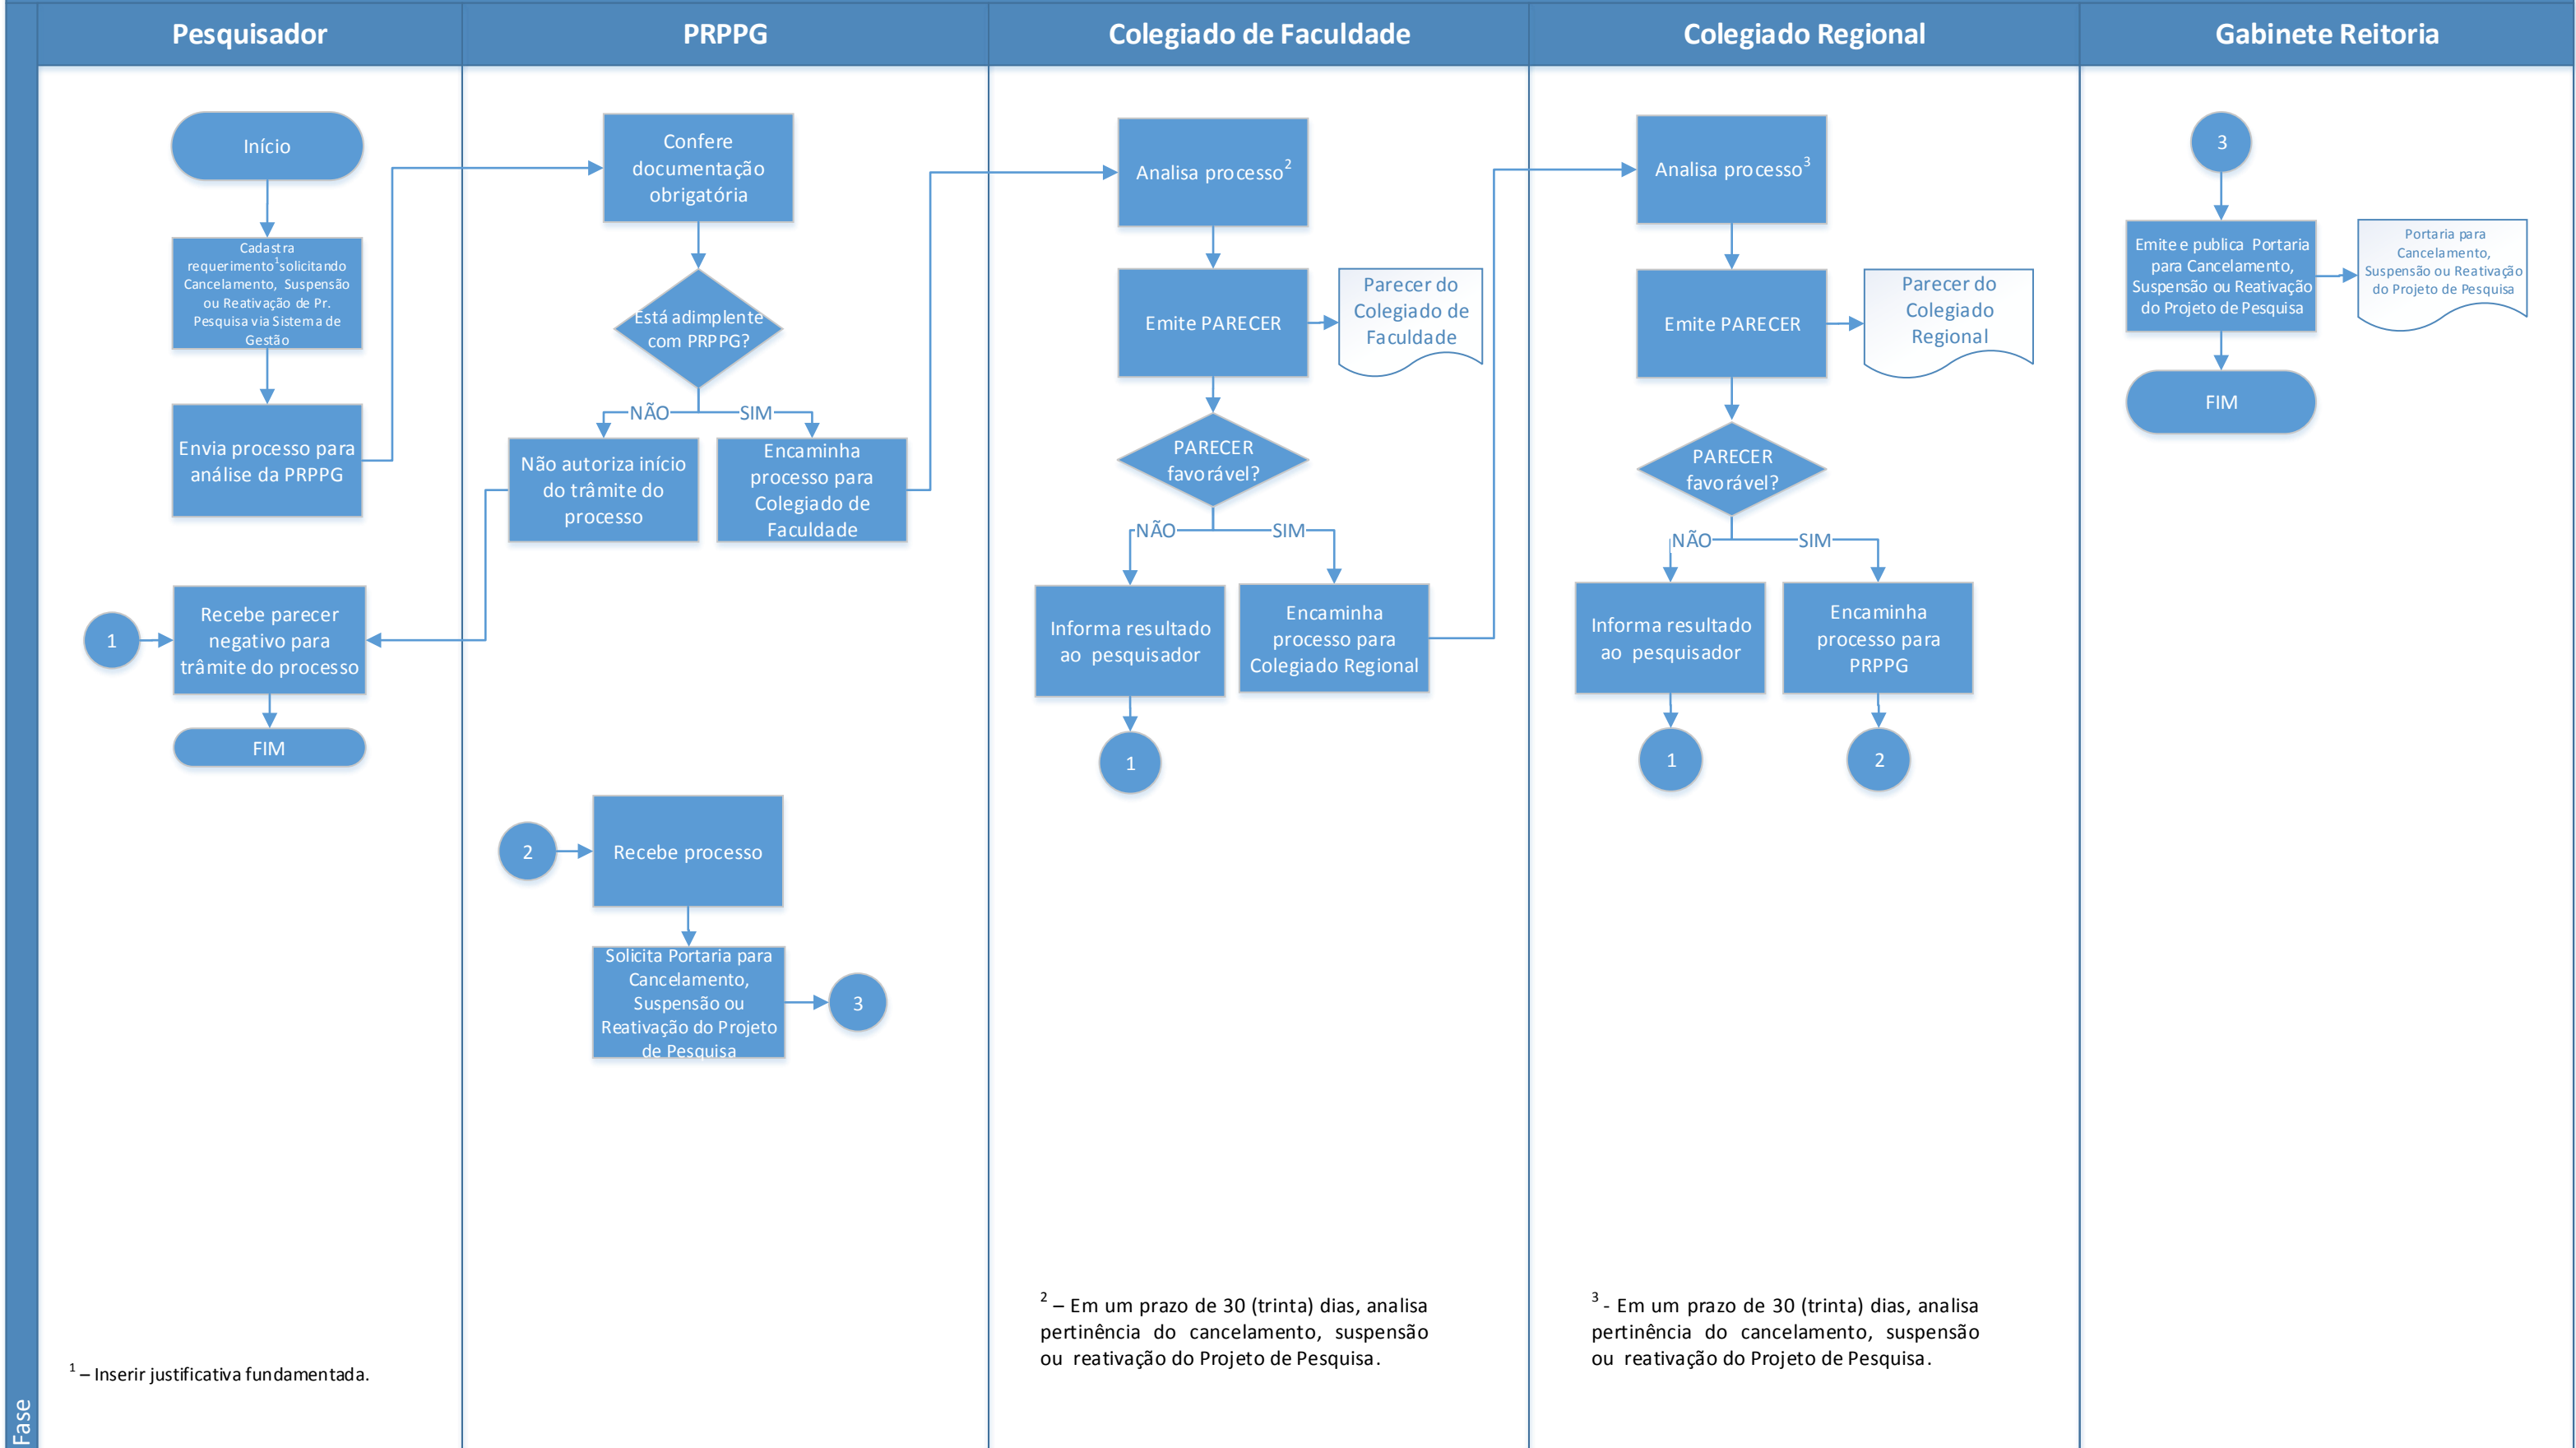 Pesquisador
PRPPG
Colegiado de Faculdade
Colegiado Regional
Gabinete Reitoria
Início
Cadastra
requerimento¹solicitando
Cancelamento, Suspensão
ou Reativação de Pr.
Pesquisa via Sistema de
Gestão
Envia processo para
análise da PRPPG
1
Recebe parecer
negativo para
trâmite do processo
FIM
¹ – Inserir justificativa fundamentada.
Confere
documentação
obrigatória
Está adimplente
com PRPPG?
NÃO
SIM
Não autoriza início
do trâmite do
processo
Encaminha
processo para
Colegiado de
Faculdade
2
Recebe processo
Solicita Portaria para
Cancelamento,
Suspensão ou
Reativação do Projeto
de Pesquisa
3
Analisa processo²
Emite PARECER
Parecer do
Colegiado de
Faculdade
PARECER
favorável?
NÃO
SIM
Informa resultado
ao pesquisador
Encaminha
processo para
Colegiado Regional
1
² – Em um prazo de 30 (trinta) dias, analisa
pertinência do cancelamento, suspensão
ou reativação do Projeto de Pesquisa.
Analisa processo³
Emite PARECER
Parecer do
Colegiado
Regional
PARECER
favorável?
NÃO
SIM
Informa resultado
ao pesquisador
Encaminha
processo para
PRPPG
1
2
³ - Em um prazo de 30 (trinta) dias, analisa
pertinência do cancelamento, suspensão
ou reativação do Projeto de Pesquisa.
3
Emite e publica Portaria
para Cancelamento,
Suspensão ou Reativação
do Projeto de Pesquisa
Portaria para
Cancelamento,
Suspensão ou Reativação
do Projeto de Pesquisa
FIM
Fase